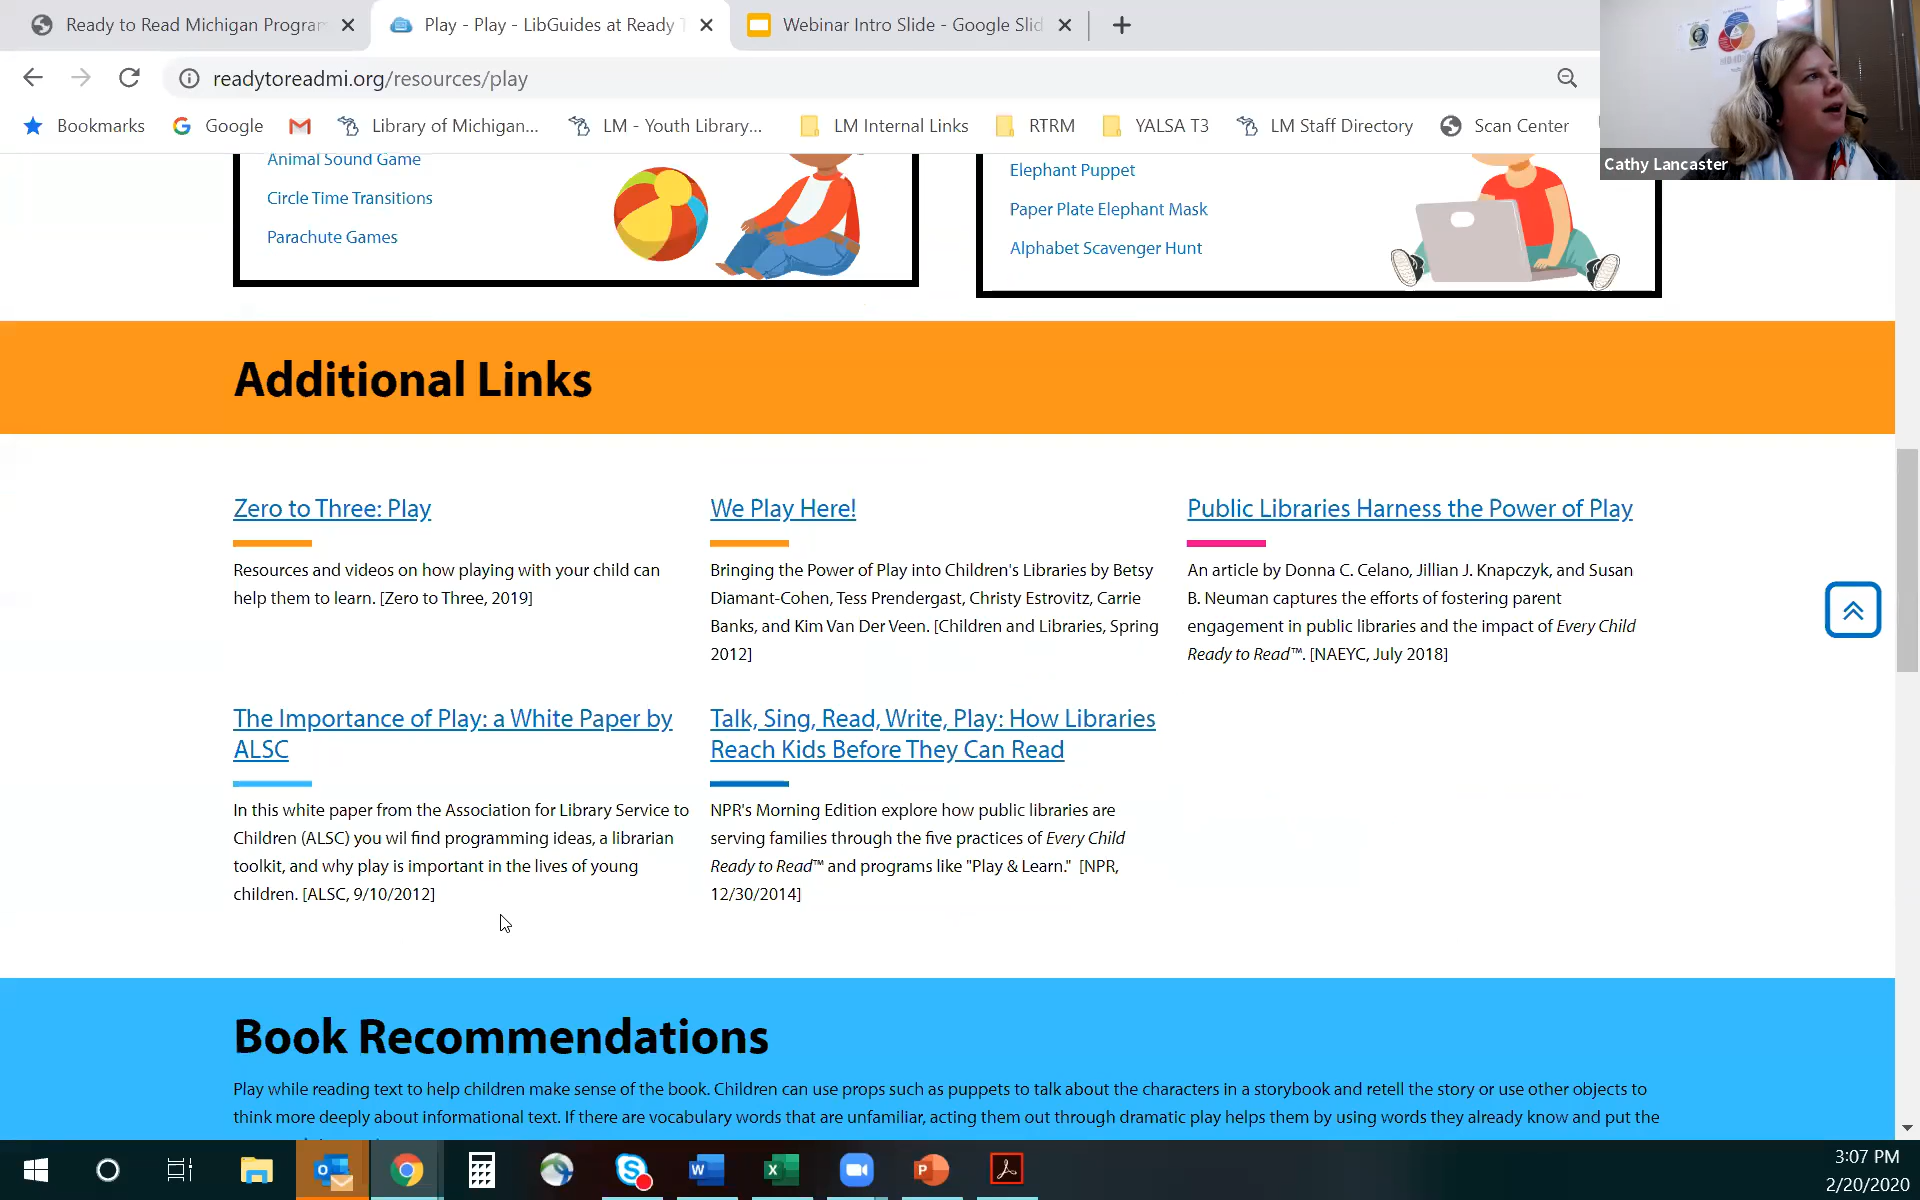 Ready to Read Michigan Program
Play - Play - LibGuides at Ready T
Webinar Intro Slide - Google Slid
readytoreadmi.org/resources/play
Bookmarks
Google
Library of Michigan...
LM - Youth Library...
LM Internal Links
RTRM
YALSA T3
LM Staff Directory
Scan Center
Cathy Lancaster
Animal Sound Game
Circle Time Transitions
Parachute Games
Elephant Puppet
Paper Plate Elephant Mask
Alphabet Scavenger Hunt
Additional Links
Zero to Three: Play
Resources and videos on how playing with your child can
help them to learn. [Zero to Three, 2019]
We Play Here!
Bringing the Power of Play into Children's Libraries by Betsy
Diamant-Cohen, Tess Prendergast, Christy Estrovitz, Carrie
Banks, and Kim Van Der Veen. [Children and Libraries, Spring
2012]
Public Libraries Harness the Power of Play
An article by Donna C. Celano, Jillian J. Knapczyk, and Susan
B. Neuman captures the efforts of fostering parent
engagement in public libraries and the impact of Every Child
Ready to Read™. [NAEYC, July 2018]
The Importance of Play: a White Paper by
ALSC
In this white paper from the Association for Library Service to
Children (ALSC) you wil find programming ideas, a librarian
toolkit, and why play is important in the lives of young
children. [ALSC, 9/10/2012]
Talk, Sing, Read, Write, Play: How Libraries
Reach Kids Before They Can Read
NPR's Morning Edition explore how public libraries are
serving families through the five practices of Every Child
Ready to Read™ and programs like "Play & Learn." [NPR,
12/30/2014]
Book Recommendations
Play while reading text to help children make sense of the book. Children can use props such as puppets to talk about the characters in a storybook and retell the story or use other objects to
think more deeply about informational text. If there are vocabulary words that are unfamiliar, acting them out through dramatic play helps them by using words they already know and put the
3:07 PM
2/20/2020